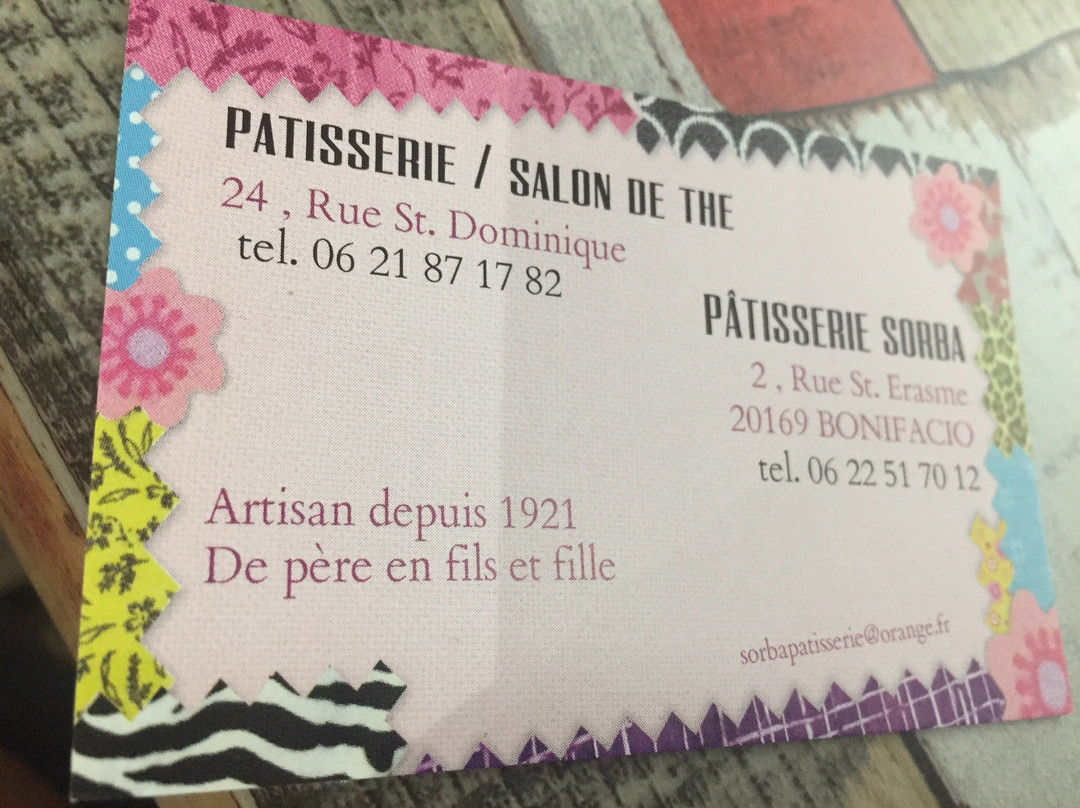 PATISSERIE / SALON DE THE
24 , Rue St. Dominique
tel. 06 21 87 17 82
PÂTISSERIE SORBA
2 , Rue St. Erasme
20169 BONIFACIO
tel. 06 22 51 70 12
Artisan depuis 1921
De père en fils et fille
sorbapatisserie@orange.fr